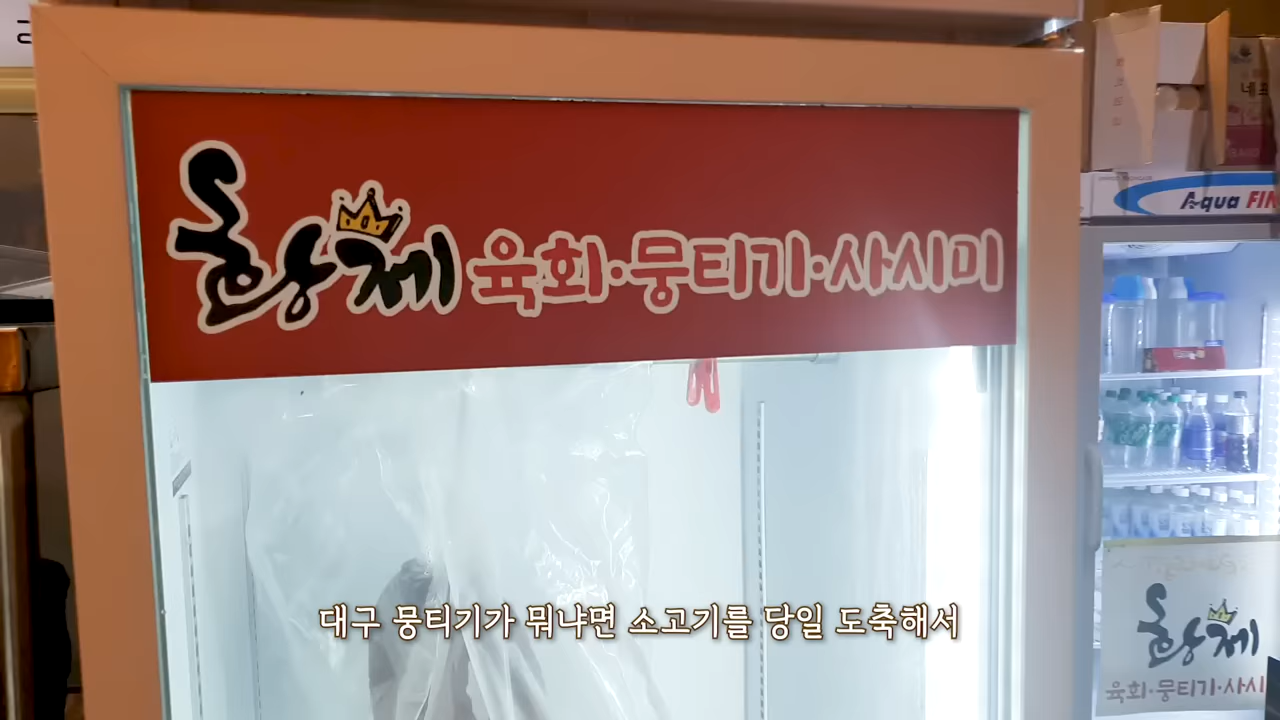 황제 육회·뭉티기·사시미
Aqua FIN
네프
대구 뭉티기가 뭐냐면 소고기를 당일 도축해서
황제
육회·뭉티기·사시